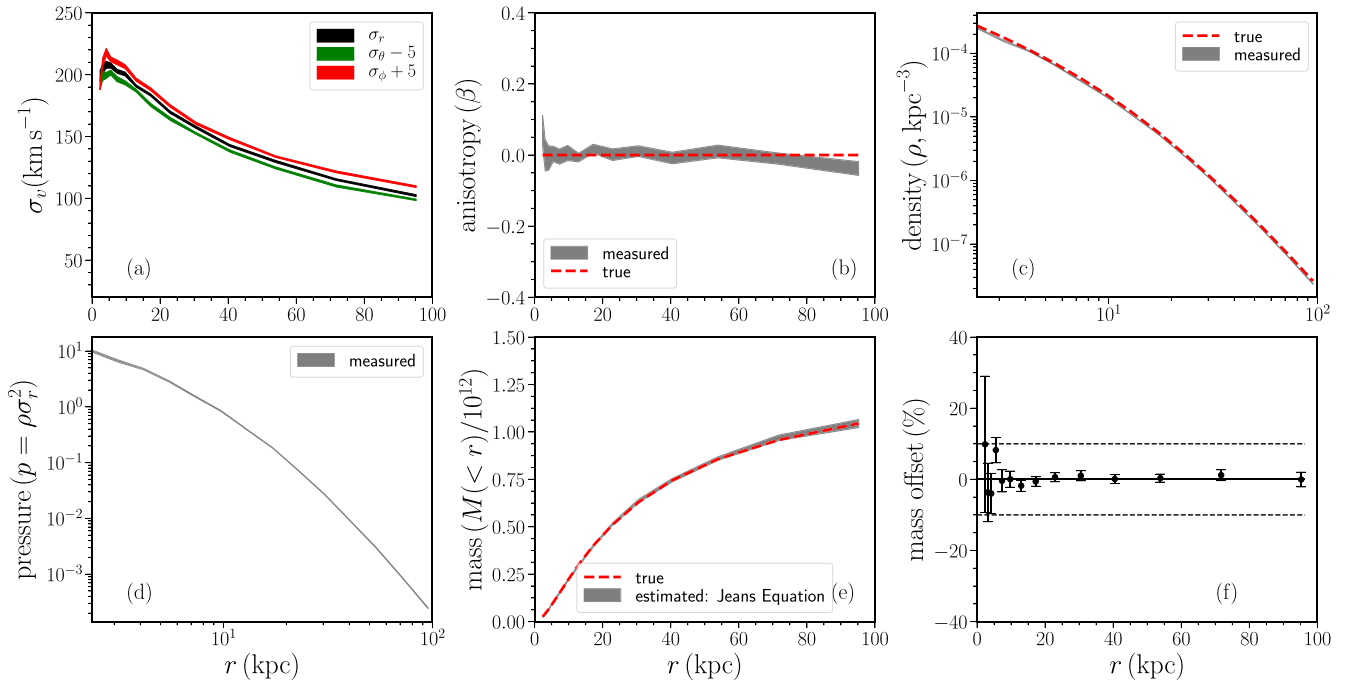 250
200
150
100
50
0 20 40 60 80 100
σ_v (km s⁻¹)
σ_r
σ_θ − 5
σ_ϕ + 5
(a)
0.4
0.2
0.0
−0.2
−0.4
0 20 40 60 80 100
anisotropy (β)
measured
true
(b)
10⁻⁴
10⁻⁵
10⁻⁶
10⁻⁷
10¹ 10²
density (ρ, kpc⁻³)
true
measured
(c)
10¹
10⁰
10⁻¹
10⁻²
10⁻³
10¹ 10²
pressure (p = ρσ_r²)
r (kpc)
measured
(d)
1.50
1.25
1.00
0.75
0.50
0.25
0.00
0 20 40 60 80 100
mass (M(< r)/10¹²)
r (kpc)
true
estimated: Jeans Equation
(e)
40
20
0
−20
−40
0 20 40 60 80 100
mass offset (%)
r (kpc)
(f)